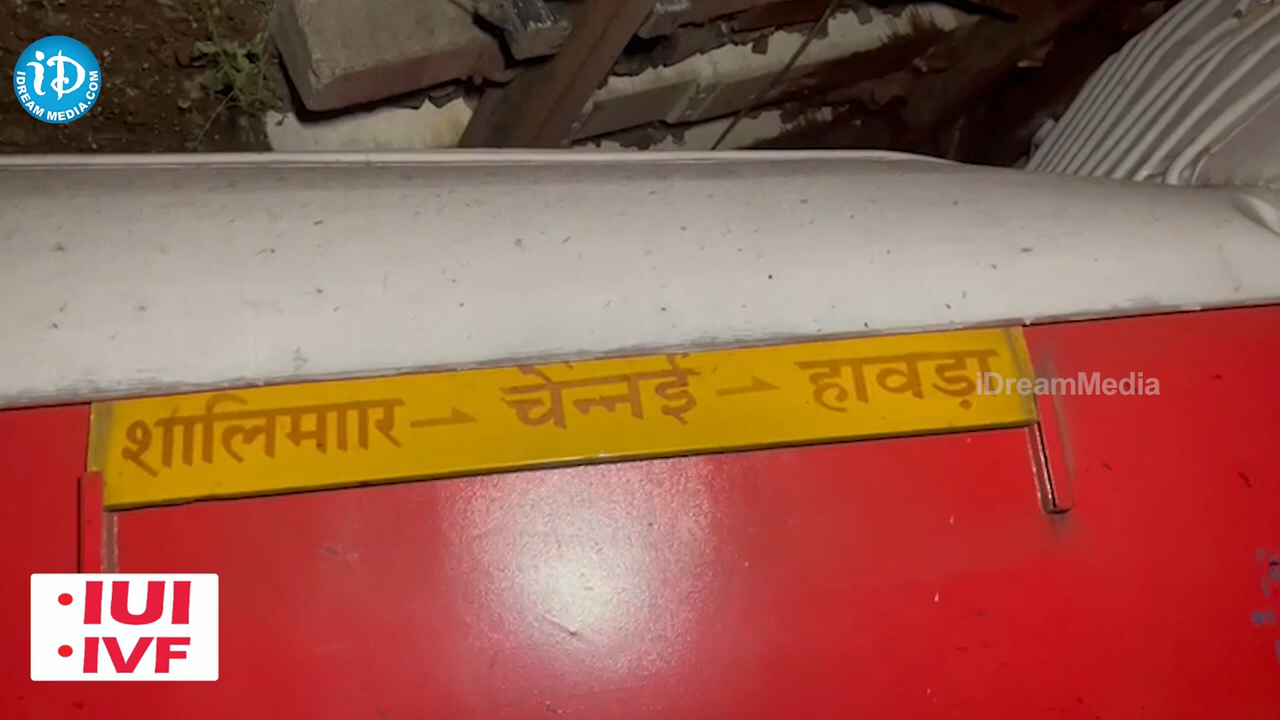 iD
IDREAM MEDIA.COM
शाालिमाार → चेन्नई → हावड़ा
iDreamMedia
•IUI
•IVF